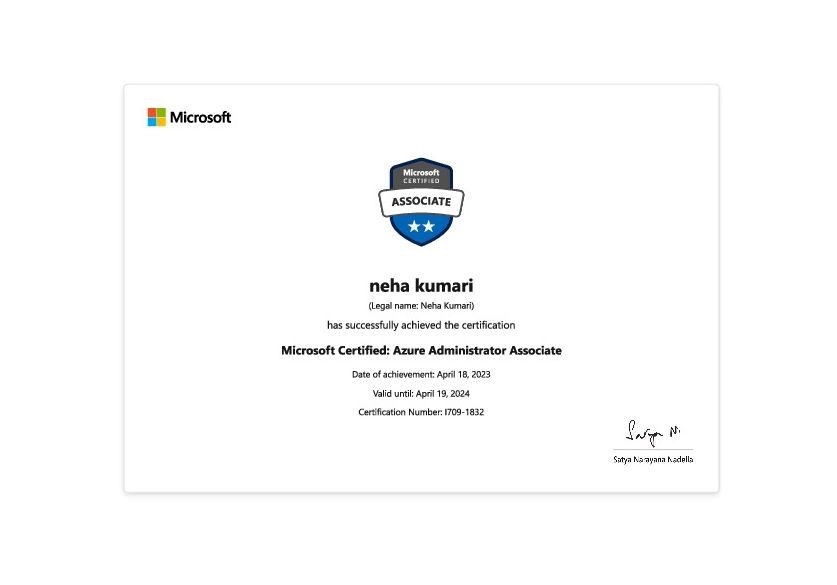 Microsoft
Microsoft
CERTIFIED
ASSOCIATE
neha kumari
(Legal name: Neha Kumari)
has successfully achieved the certification
Microsoft Certified: Azure Administrator Associate
Date of achievement: April 18, 2023
Valid until: April 19, 2024
Certification Number: I709-1832
Satya N.
Satya Narayana Nadella